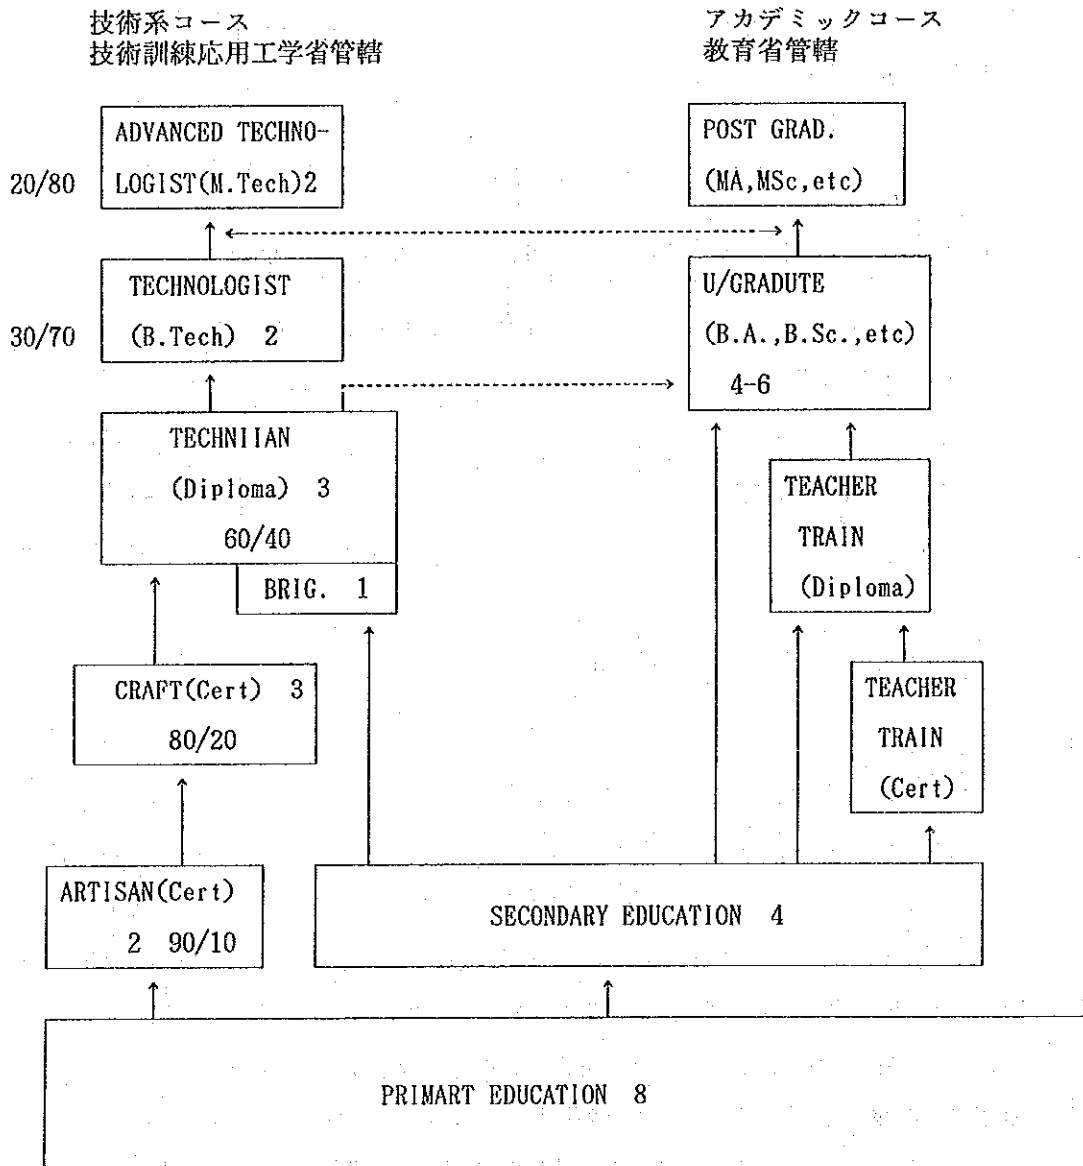 技術系コース
技術訓練応用工学省管轄
アカデミックコース
教育省管轄
ADVANCED TECHNO-
LOGIST(M.Tech)2
20/80
POST GRAD.
(MA,MSc,etc)
TECHNOLOGIST
(B.Tech) 2
30/70
U/GRADUTE
(B.A.,B.Sc.,etc)
4-6
TECHNIIAN
(Diploma) 3
60/40
BRIG. 1
TEACHER
TRAIN
(Diploma)
CRAFT(Cert) 3
80/20
TEACHER
TRAIN
(Cert)
ARTISAN(Cert)
2 90/10
SECONDARY EDUCATION 4
PRIMART EDUCATION 8